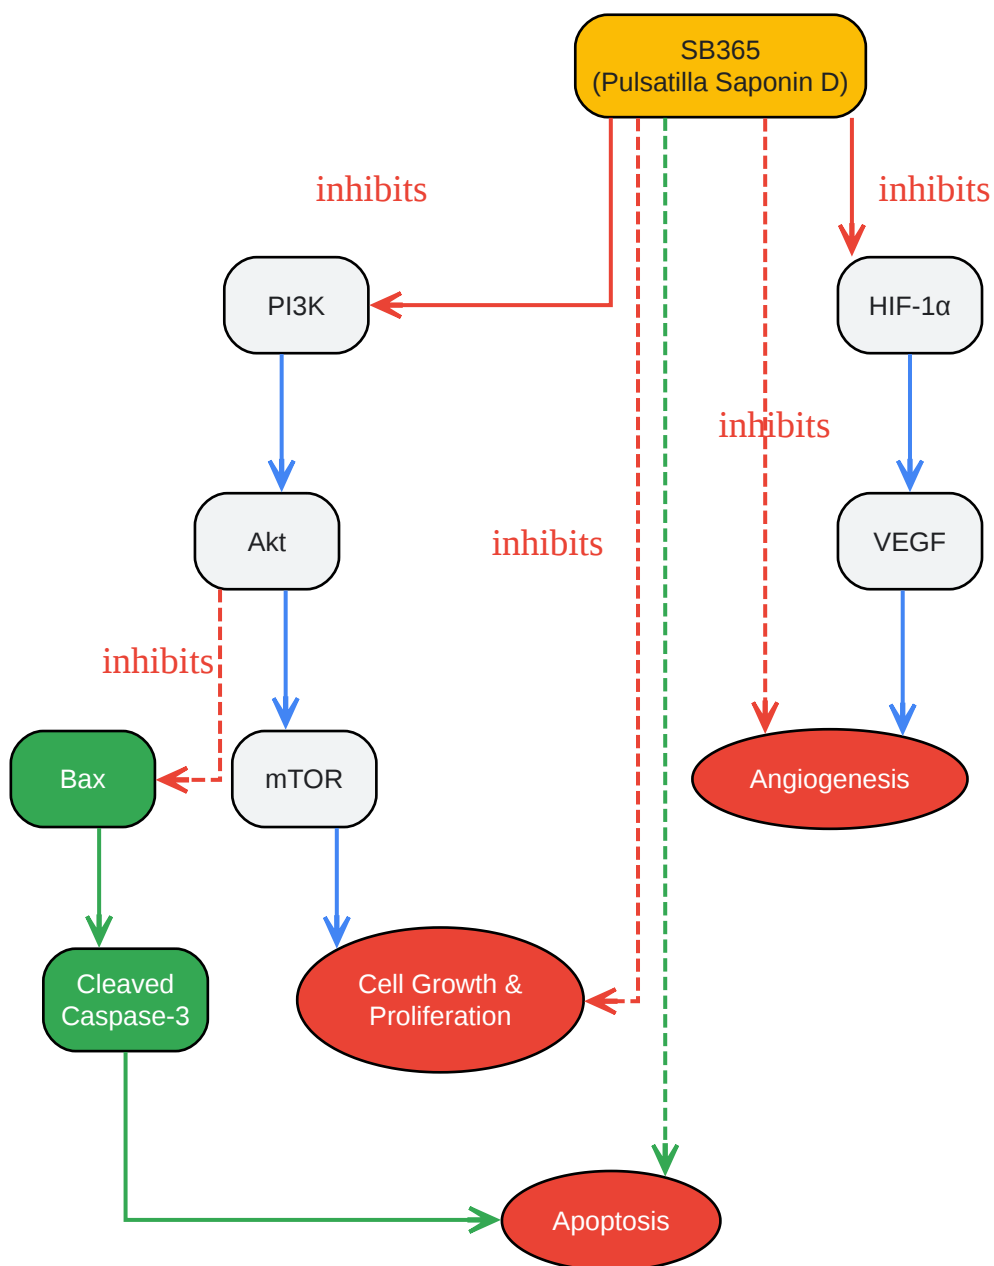 SB365
(Pulsatilla Saponin D)
inhibits
inhibits
PI3K
HIF-1α
inhibits
Akt
inhibits
VEGF
inhibits
Bax
mTOR
Angiogenesis
Cleaved
Caspase-3
Cell Growth &
Proliferation
Apoptosis